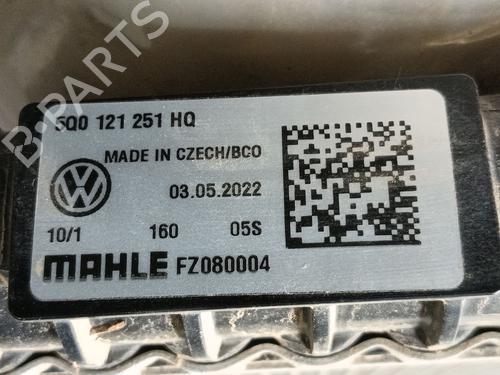 5Q0 121 251 HQ
MADE IN CZECH/BCO
03.05.2022
10/1 160 05S
MAHLE FZ080004
B-PARTS